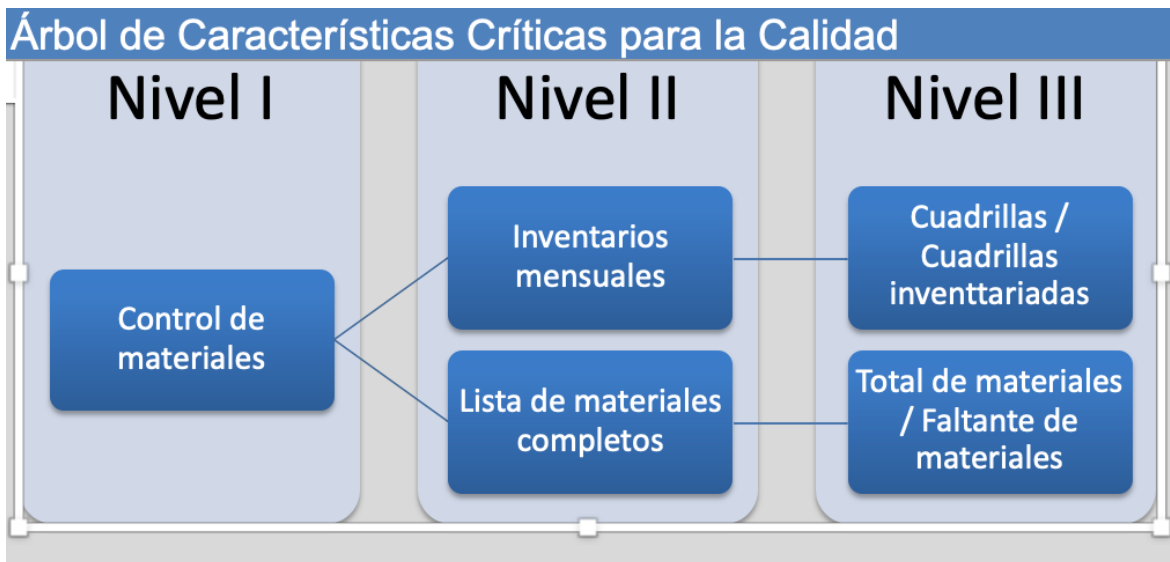 Árbol de Características Críticas para la Calidad
Nivel I
Nivel II
Nivel III
Control de
materiales
Inventarios
mensuales
Lista de materiales
completos
Cuadrillas /
Cuadrillas
inventtariadas
Total de materiales
/ Faltante de
materiales